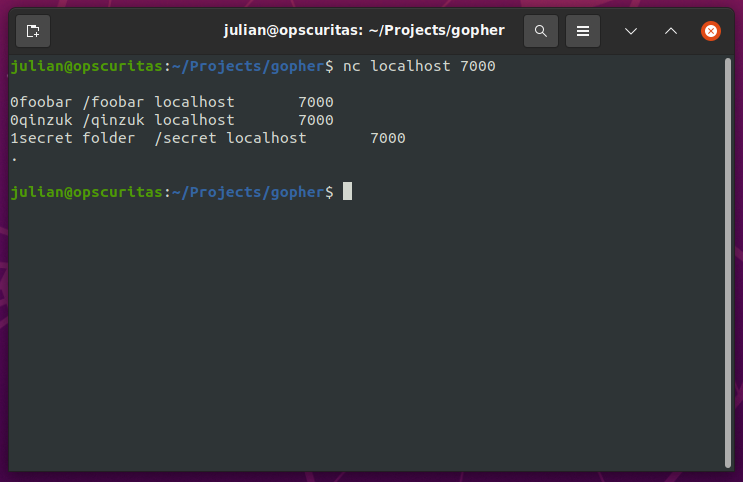 julian@opscuritas: ~/Projects/gopher
julian@opscuritas:~/Projects/gopher$ nc localhost 7000
0foobar /foobar localhost       7000
0qinzuk /qinzuk localhost       7000
1secret folder  /secret localhost       7000
.
julian@opscuritas:~/Projects/gopher$